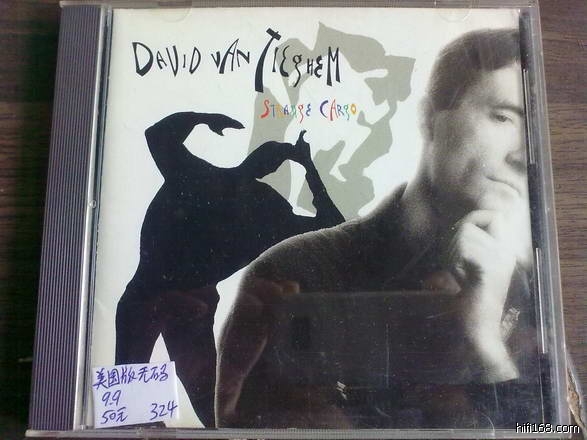 DAVID VAN TIEGHEM
STRANGE CARGO
美国版无码
9.9
50元 324
hifi168.com